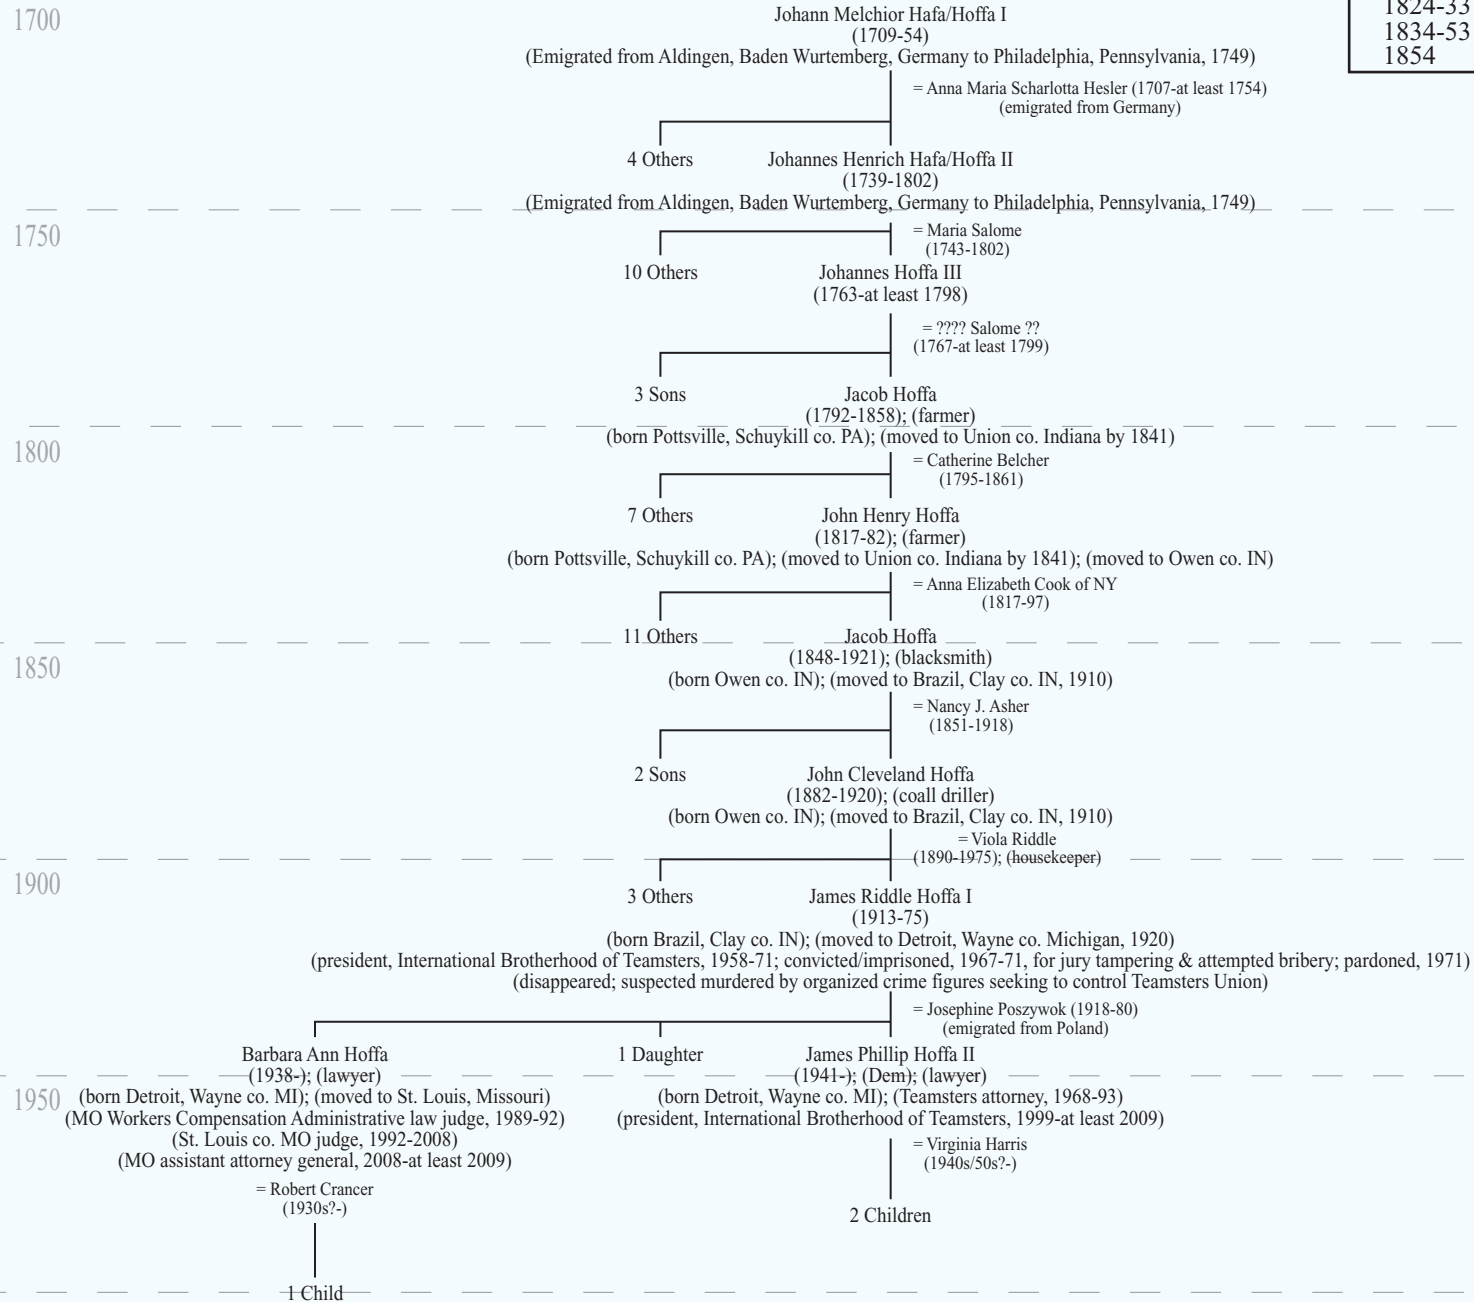 1700
Johann Melchior Hafa/Hoffa I
(1709-54)
(Emigrated from Aldingen, Baden Wurtemberg, Germany to Philadelphia, Pennsylvania, 1749)
1824-33
1834-53
1854
= Anna Maria Scharlotta Hesler (1707-at least 1754)
(emigrated from Germany)
4 Others
Johannes Henrich Hafa/Hoffa II
(1739-1802)
(Emigrated from Aldingen, Baden Wurtemberg, Germany to Philadelphia, Pennsylvania, 1749)
1750
= Maria Salome
(1743-1802)
10 Others
Johannes Hoffa III
(1763-at least 1798)
= ???? Salome ??
(1767-at least 1799)
3 Sons
Jacob Hoffa
(1792-1858); (farmer)
(born Pottsville, Schuykill co. PA); (moved to Union co. Indiana by 1841)
1800
= Catherine Belcher
(1795-1861)
7 Others
John Henry Hoffa
(1817-82); (farmer)
(born Pottsville, Schuykill co. PA); (moved to Union co. Indiana by 1841); (moved to Owen co. IN)
= Anna Elizabeth Cook of NY
(1817-97)
11 Others
Jacob Hoffa
(1848-1921); (blacksmith)
(born Owen co. IN); (moved to Brazil, Clay co. IN, 1910)
1850
= Nancy J. Asher
(1851-1918)
2 Sons
John Cleveland Hoffa
(1882-1920); (coall driller)
(born Owen co. IN); (moved to Brazil, Clay co. IN, 1910)
= Viola Riddle
(1890-1975); (housekeeper)
1900
3 Others
James Riddle Hoffa I
(1913-75)
(born Brazil, Clay co. IN); (moved to Detroit, Wayne co. Michigan, 1920)
(president, International Brotherhood of Teamsters, 1958-71; convicted/imprisoned, 1967-71, for jury tampering & attempted bribery; pardoned, 1971)
(disappeared; suspected murdered by organized crime figures seeking to control Teamsters Union)
= Josephine Poszywok (1918-80)
(emigrated from Poland)
Barbara Ann Hoffa
(1938-); (lawyer)
(born Detroit, Wayne co. MI); (moved to St. Louis, Missouri)
(MO Workers Compensation Administrative law judge, 1989-92)
(St. Louis co. MO judge, 1992-2008)
(MO assistant attorney general, 2008-at least 2009)
1 Daughter
James Phillip Hoffa II
(1941-); (Dem); (lawyer)
(born Detroit, Wayne co. MI); (Teamsters attorney, 1968-93)
(president, International Brotherhood of Teamsters, 1999-at least 2009)
1950
= Virginia Harris
(1940s/50s?-)
= Robert Crancer
(1930s?-)
2 Children
1 Child